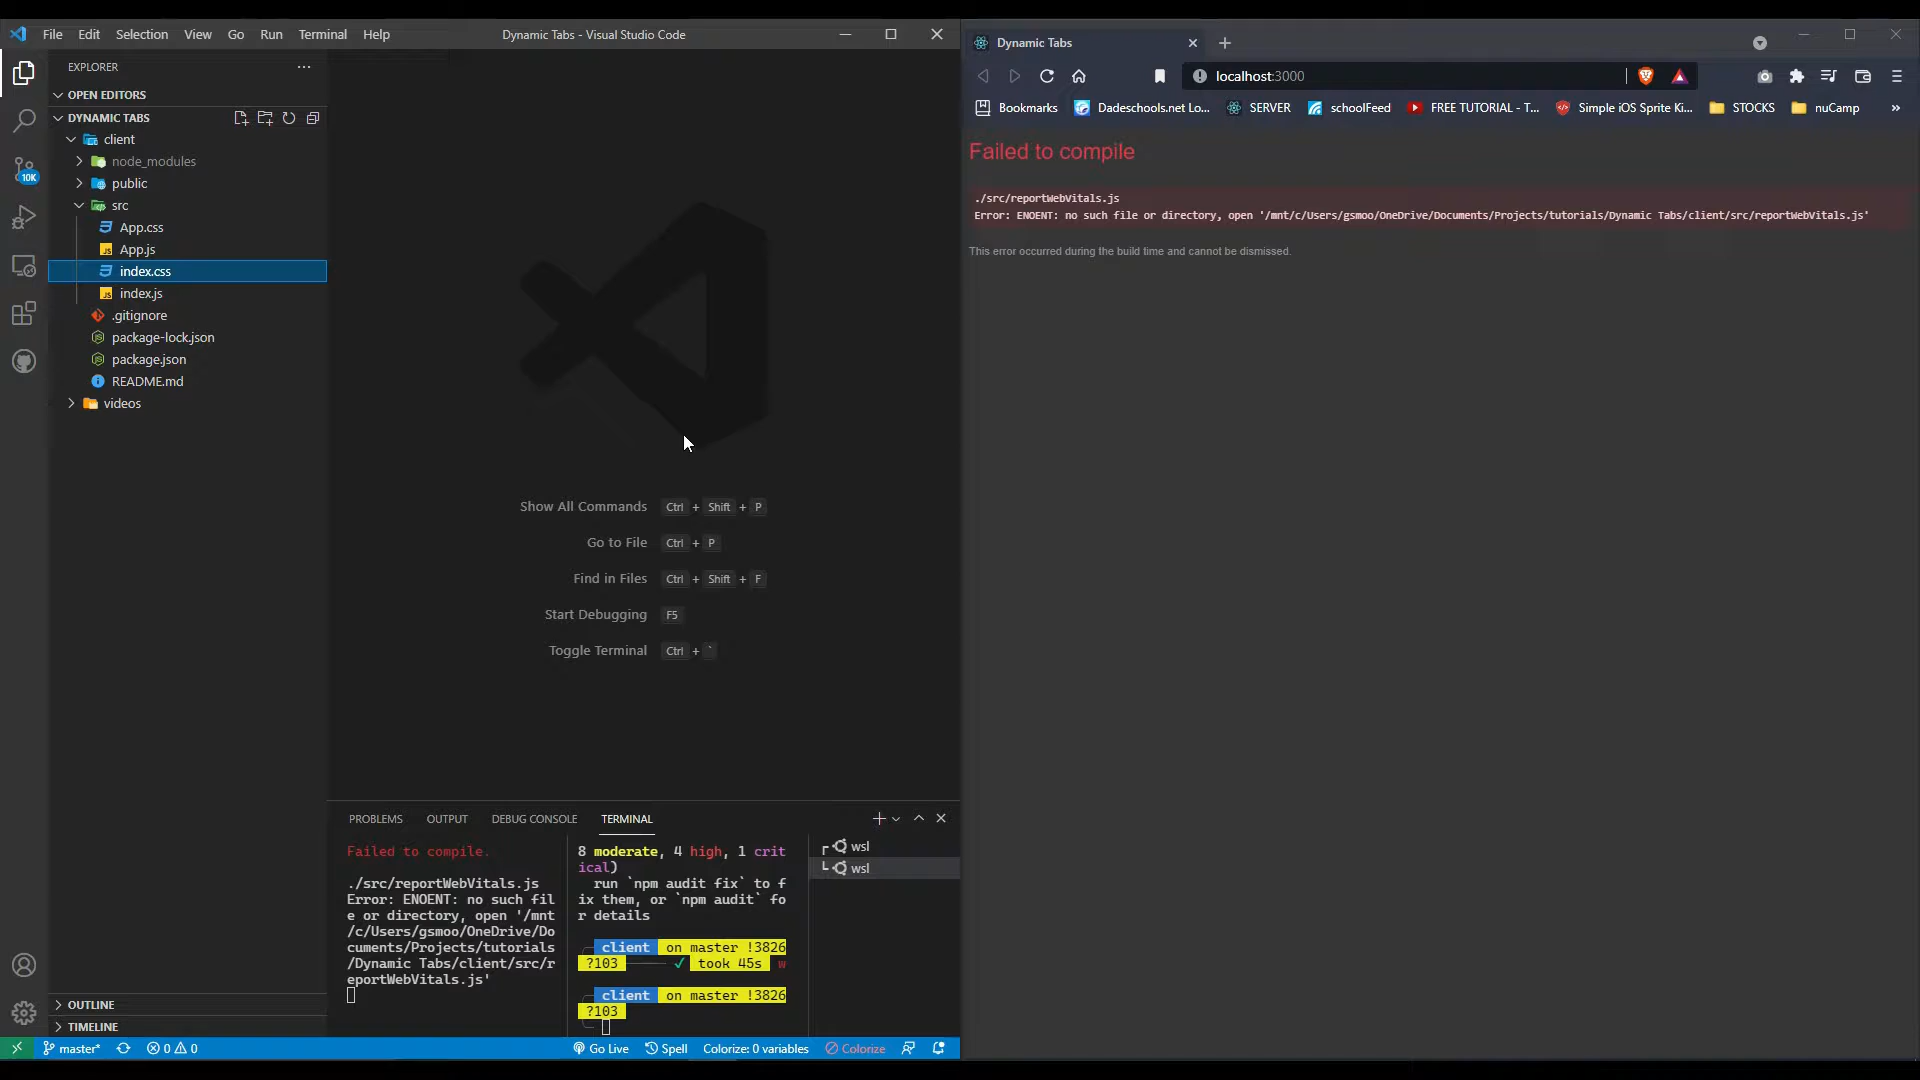 File Edit Selection View Go Run Terminal Help
Dynamic Tabs - Visual Studio Code
EXPLORER
OPEN EDITORS
DYNAMIC TABS
client
node_modules
public
src
App.css
JS App.js
index.css
JS index.js
.gitignore
package-lock.json
package.json
README.md
videos
10K
OUTLINE
TIMELINE
Show All Commands Ctrl + Shift + P
Go to File Ctrl + P
Find in Files Ctrl + Shift + F
Start Debugging F5
Toggle Terminal Ctrl + `
PROBLEMS OUTPUT DEBUG CONSOLE TERMINAL
Failed to compile.
./src/reportWebVitals.js
Error: ENOENT: no such fil
e or directory, open '/mnt
/c/Users/gsmoo/OneDrive/Do
cuments/Projects/tutorials
/Dynamic Tabs/client/src/r
eportWebVitals.js'
8 moderate, 4 high, 1 crit
ical)
run `npm audit fix` to f
ix them, or `npm audit` fo
r details
client on master !3826
?103 ✓ took 45s w
client on master !3826
?103
wsl
wsl
master* 0 0 Go Live Spell Colorize: 0 variables Colorize
Dynamic Tabs
localhost:3000
Bookmarks Dadeschools.net Lo... SERVER schoolFeed FREE TUTORIAL - T... Simple iOS Sprite Ki... STOCKS nuCamp »
Failed to compile
./src/reportWebVitals.js
Error: ENOENT: no such file or directory, open '/mnt/c/Users/gsmoo/OneDrive/Documents/Projects/tutorials/Dynamic Tabs/client/src/reportWebVitals.js'
This error occurred during the build time and cannot be dismissed.